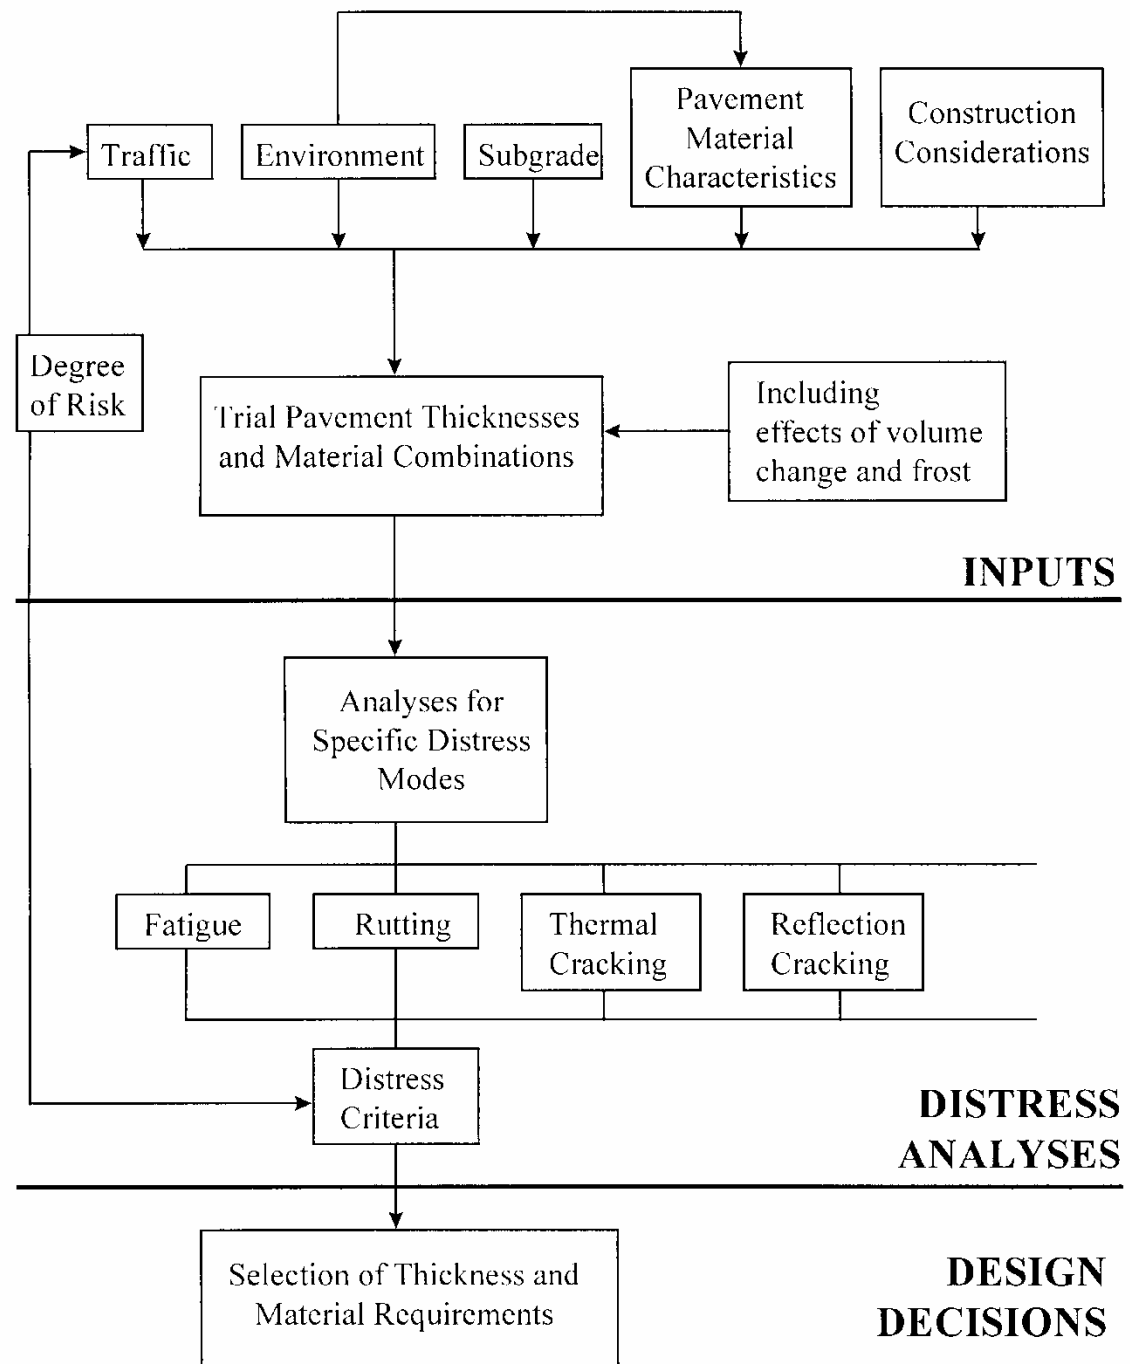 Traffic
Environment
Subgrade
Pavement
Material
Characteristics
Construction
Considerations
Degree
of Risk
Trial Pavement Thicknesses
and Material Combinations
Including
effects of volume
change and frost
INPUTS
Analyses for
Specific Distress
Modes
Fatigue
Rutting
Thermal
Cracking
Reflection
Cracking
Distress
Criteria
DISTRESS
ANALYSES
Selection of Thickness and
Material Requirements
DESIGN
DECISIONS